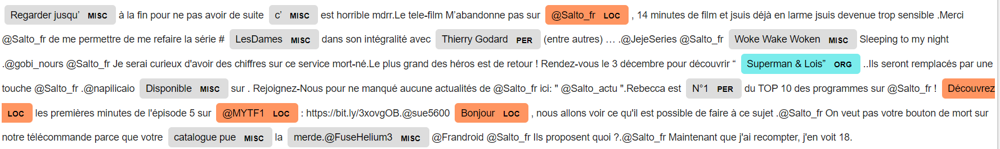 Regarder jusqu’ MISC à la fin pour ne pas avoir de suite c’ MISC est horrible mdrr.Le tele-film M’abandonne pas sur @Salto_fr LOC , 14 minutes de film et jsuis déjà en larme jsuis devenue trop sensible .Merci
@Salto_fr de me permettre de me refaire la série # LesDames MISC dans son intégralité avec Thierry Godard PER (entre autres) … .@JejeSeries @Salto_fr Woke Wake Woken MISC Sleeping to my night
.@gobi_nours @Salto_fr Je serai curieux d'avoir des chiffres sur ce service mort-né.Le plus grand des héros est de retour ! Rendez-vous le 3 décembre pour découvrir “ Superman & Lois” ORG ..Ils seront remplacés par une
touche @Salto_fr .@napilicaio Disponible MISC sur . Rejoignez-Nous pour ne manqué aucune actualités de @Salto_fr ici: " @Salto_actu ".Rebecca est N°1 PER du TOP 10 des programmes sur @Salto_fr ! Découvrez
LOC les premières minutes de l'épisode 5 sur @MYTF1 LOC : https://bit.ly/3xovgOB.@sue5600 Bonjour LOC , nous allons voir ce qu'il est possible de faire à ce sujet .@Salto_fr On veut pas votre bouton de mort sur
notre télécommande parce que votre catalogue pue MISC la merde.@FuseHelium3 MISC @Frandroid @Salto_fr Ils proposent quoi ?.@Salto_fr Maintenant que j'ai recompter, j'en voit 18.